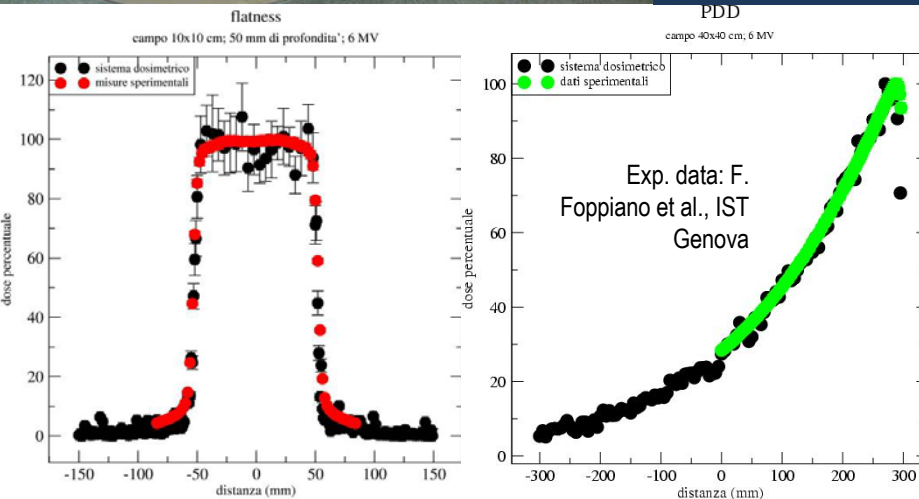 flatness
campo 10x10 cm; 50 mm di profondita'; 6 MV
sistema dosimetrico
misure sperimentali
120
100
80
60
40
20
0
dose percentuale
-150 -100 -50 0 50 100 150
distanza (mm)
PDD
campo 40x40 cm; 6 MV
sistema dosimetrico
dati sperimentali
100
80
60
40
20
0
dose percentuale
Exp. data: F.
Foppiano et al., IST
Genova
-300 -200 -100 0 100 200 300
distanza (mm)